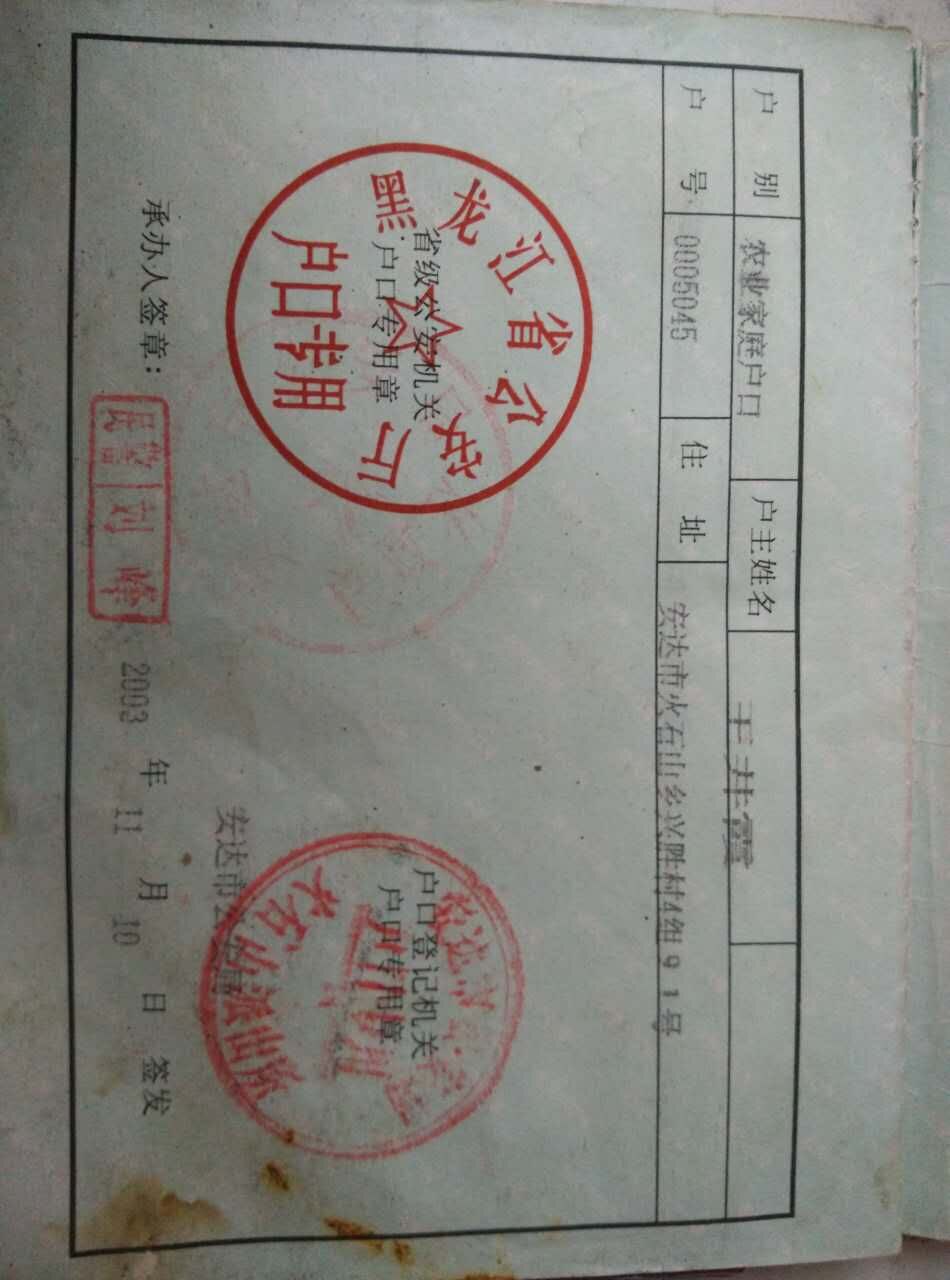 户 别 农业家庭户口 户主姓名 王井霞
户 号 0005045 住 址 安达市火石山乡兴胜村4组91号
黑龙江省公安厅
户口专用
省级公安机关
户口专用章
户口登记机关
户口专用章
火石山派出所
安达市公安局
承办人签章： 民警 刘峰 2003 年 11 月 10 日 签发